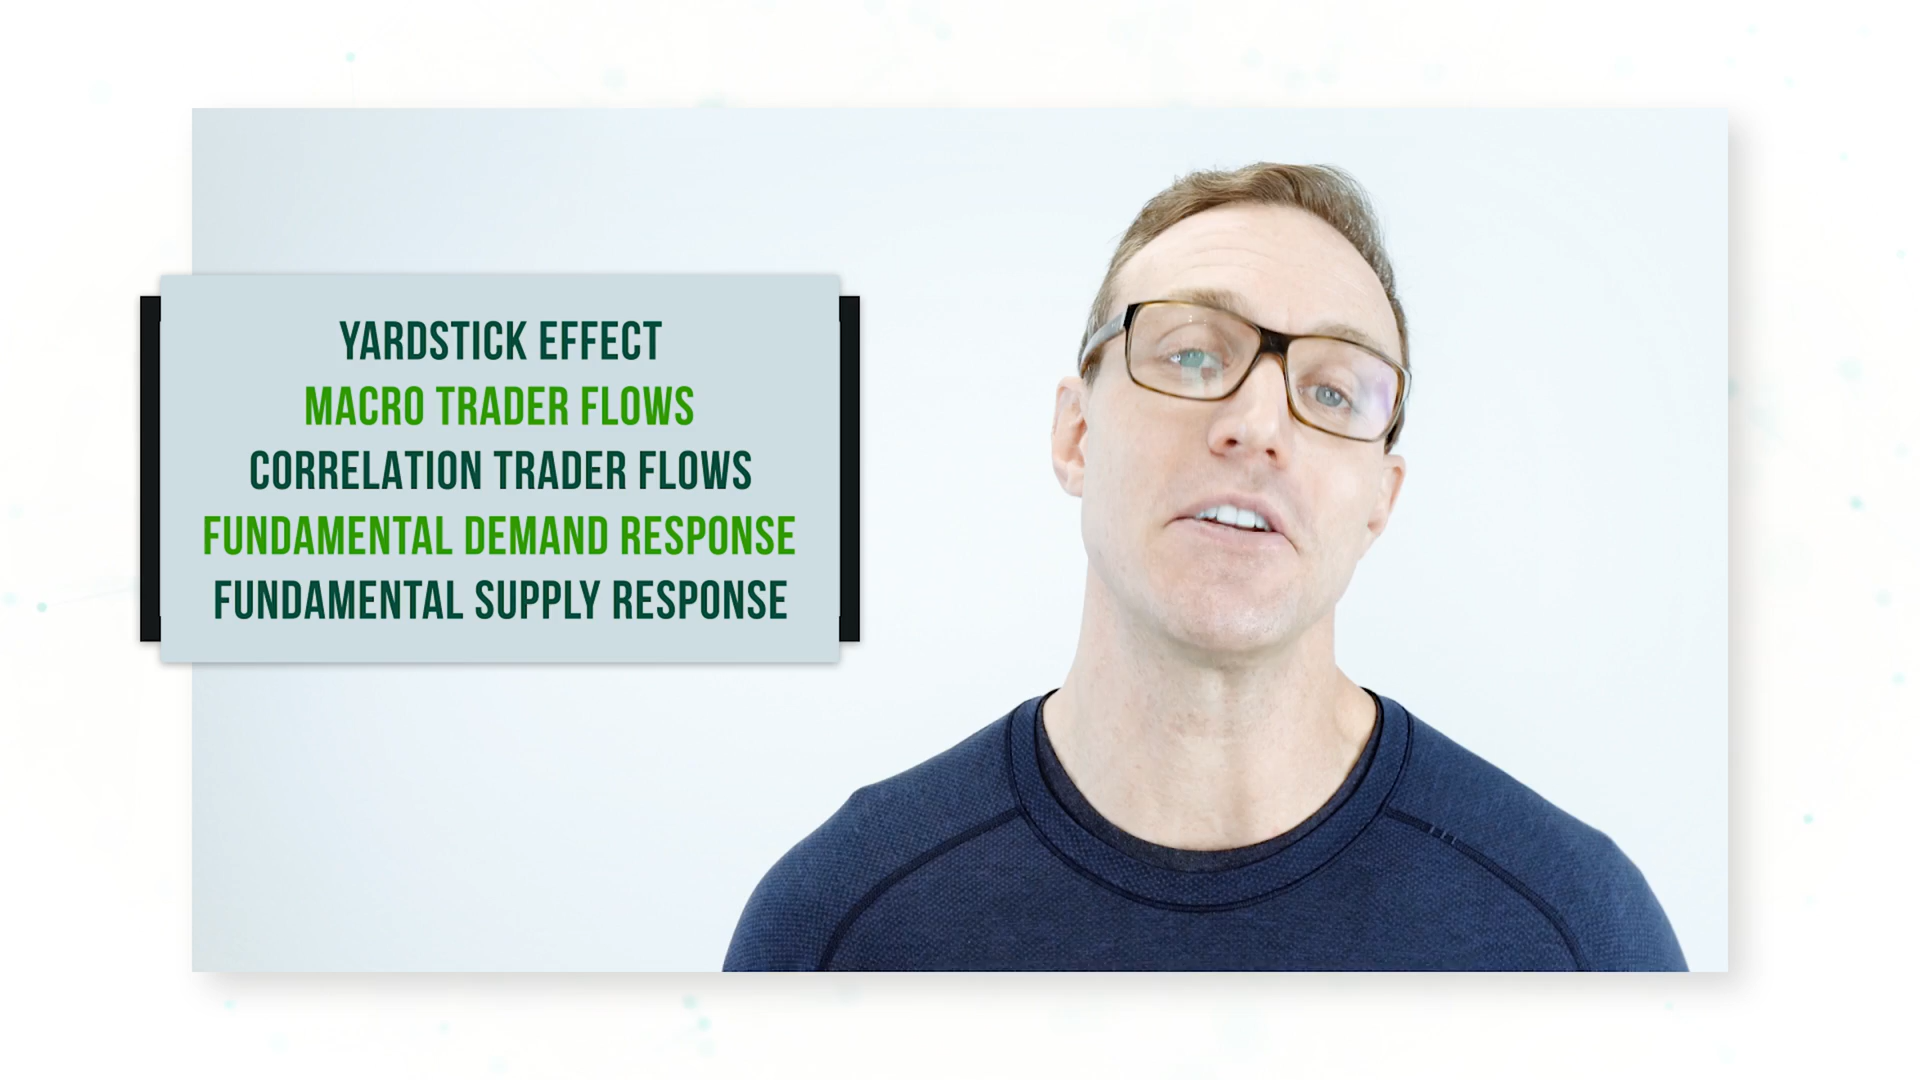 YARDSTICK EFFECT
MACRO TRADER FLOWS
CORRELATION TRADER FLOWS
FUNDAMENTAL DEMAND RESPONSE
FUNDAMENTAL SUPPLY RESPONSE